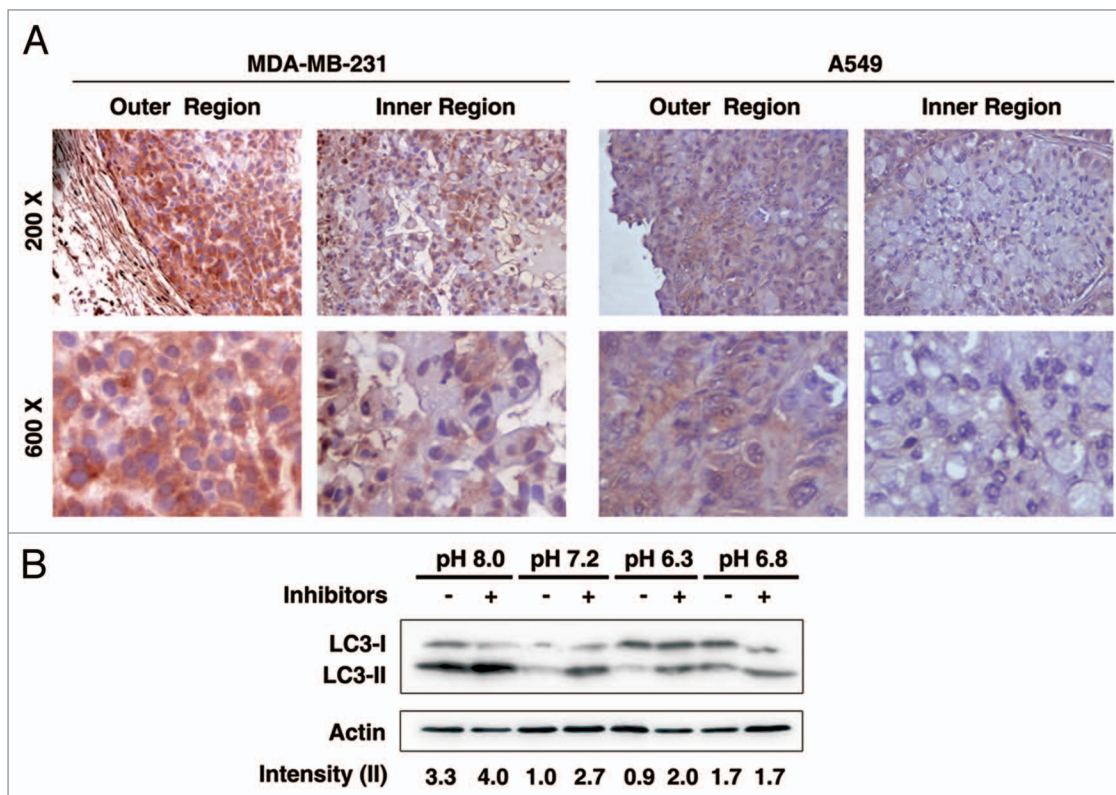 A
MDA-MB-231 A549
Outer Region Inner Region Outer Region Inner Region
200 X
600 X
B
pH 8.0 pH 7.2 pH 6.3 pH 6.8
Inhibitors - + - + - + - +
LC3-I
LC3-II
Actin
Intensity (II) 3.3 4.0 1.0 2.7 0.9 2.0 1.7 1.7